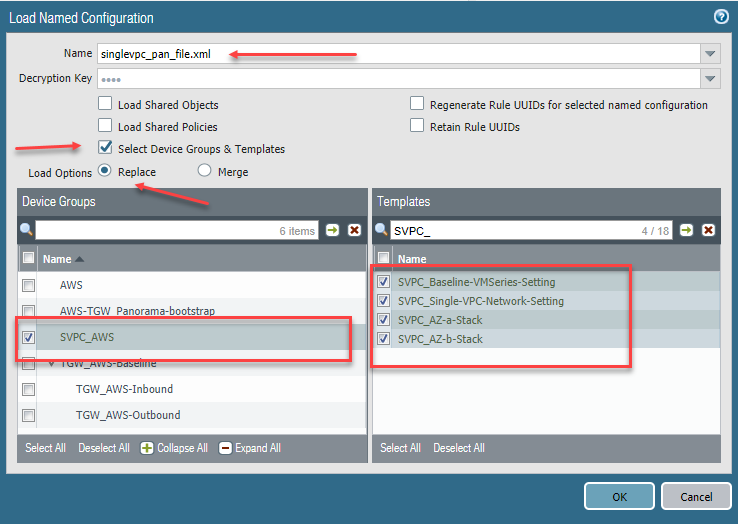 Load Named Configuration
Name singlevpc_pan_file.xml
Decryption Key ••••
Load Shared Objects
Regenerate Rule UUIDs for selected named configuration
Load Shared Policies
Retain Rule UUIDs
Select Device Groups & Templates
Load Options Replace Merge
Device Groups
6 items
Name
AWS
AWS-TGW_Panorama-bootstrap
SVPC_AWS
TGW_AWS-Baseline
TGW_AWS-Inbound
TGW_AWS-Outbound
Select All Deselect All Collapse All Expand All
Templates
SVPC_ 4 / 18
Name
SVPC_Baseline-VMSeries-Setting
SVPC_Single-VPC-Network-Setting
SVPC_AZ-a-Stack
SVPC_AZ-b-Stack
Select All Deselect All
OK Cancel